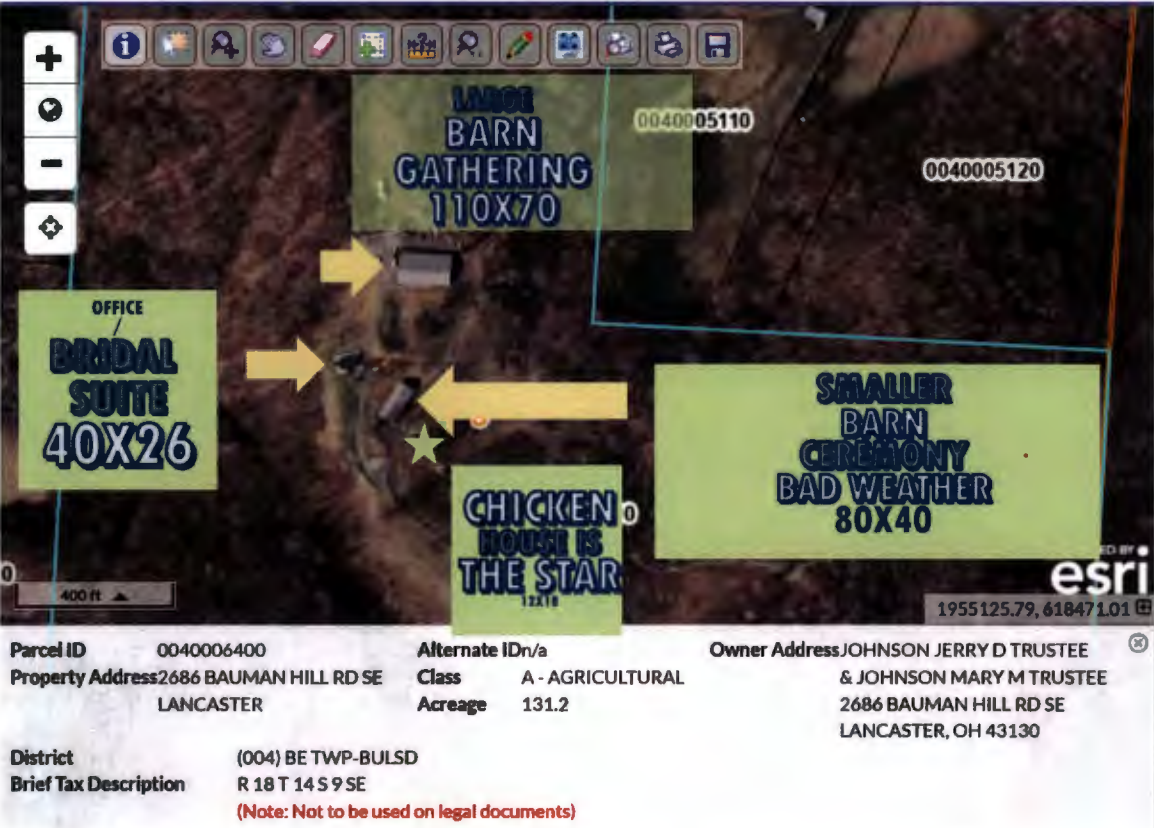 LARGE
BARN
GATHERING
110X70
0040005110
0040005120
OFFICE
/
BRIDAL
SUITE
40X26
SMALLER
BARN
CEREMONY
BAD WEATHER
80X40
CHICKEN
HOUSE IS
THE STAR
12X18
0
0
400 ft
ED BY
esri
1955125.79, 618471.01
Parcel ID 0040006400 Alternate ID n/a Owner Address JOHNSON JERRY D TRUSTEE
Property Address 2686 BAUMAN HILL RD SE Class A - AGRICULTURAL & JOHNSON MARY M TRUSTEE
LANCASTER Acreage 131.2 2686 BAUMAN HILL RD SE
LANCASTER, OH 43130
District (004) BE TWP-BULSD
Brief Tax Description R 18 T 14 S 9 SE
(Note: Not to be used on legal documents)